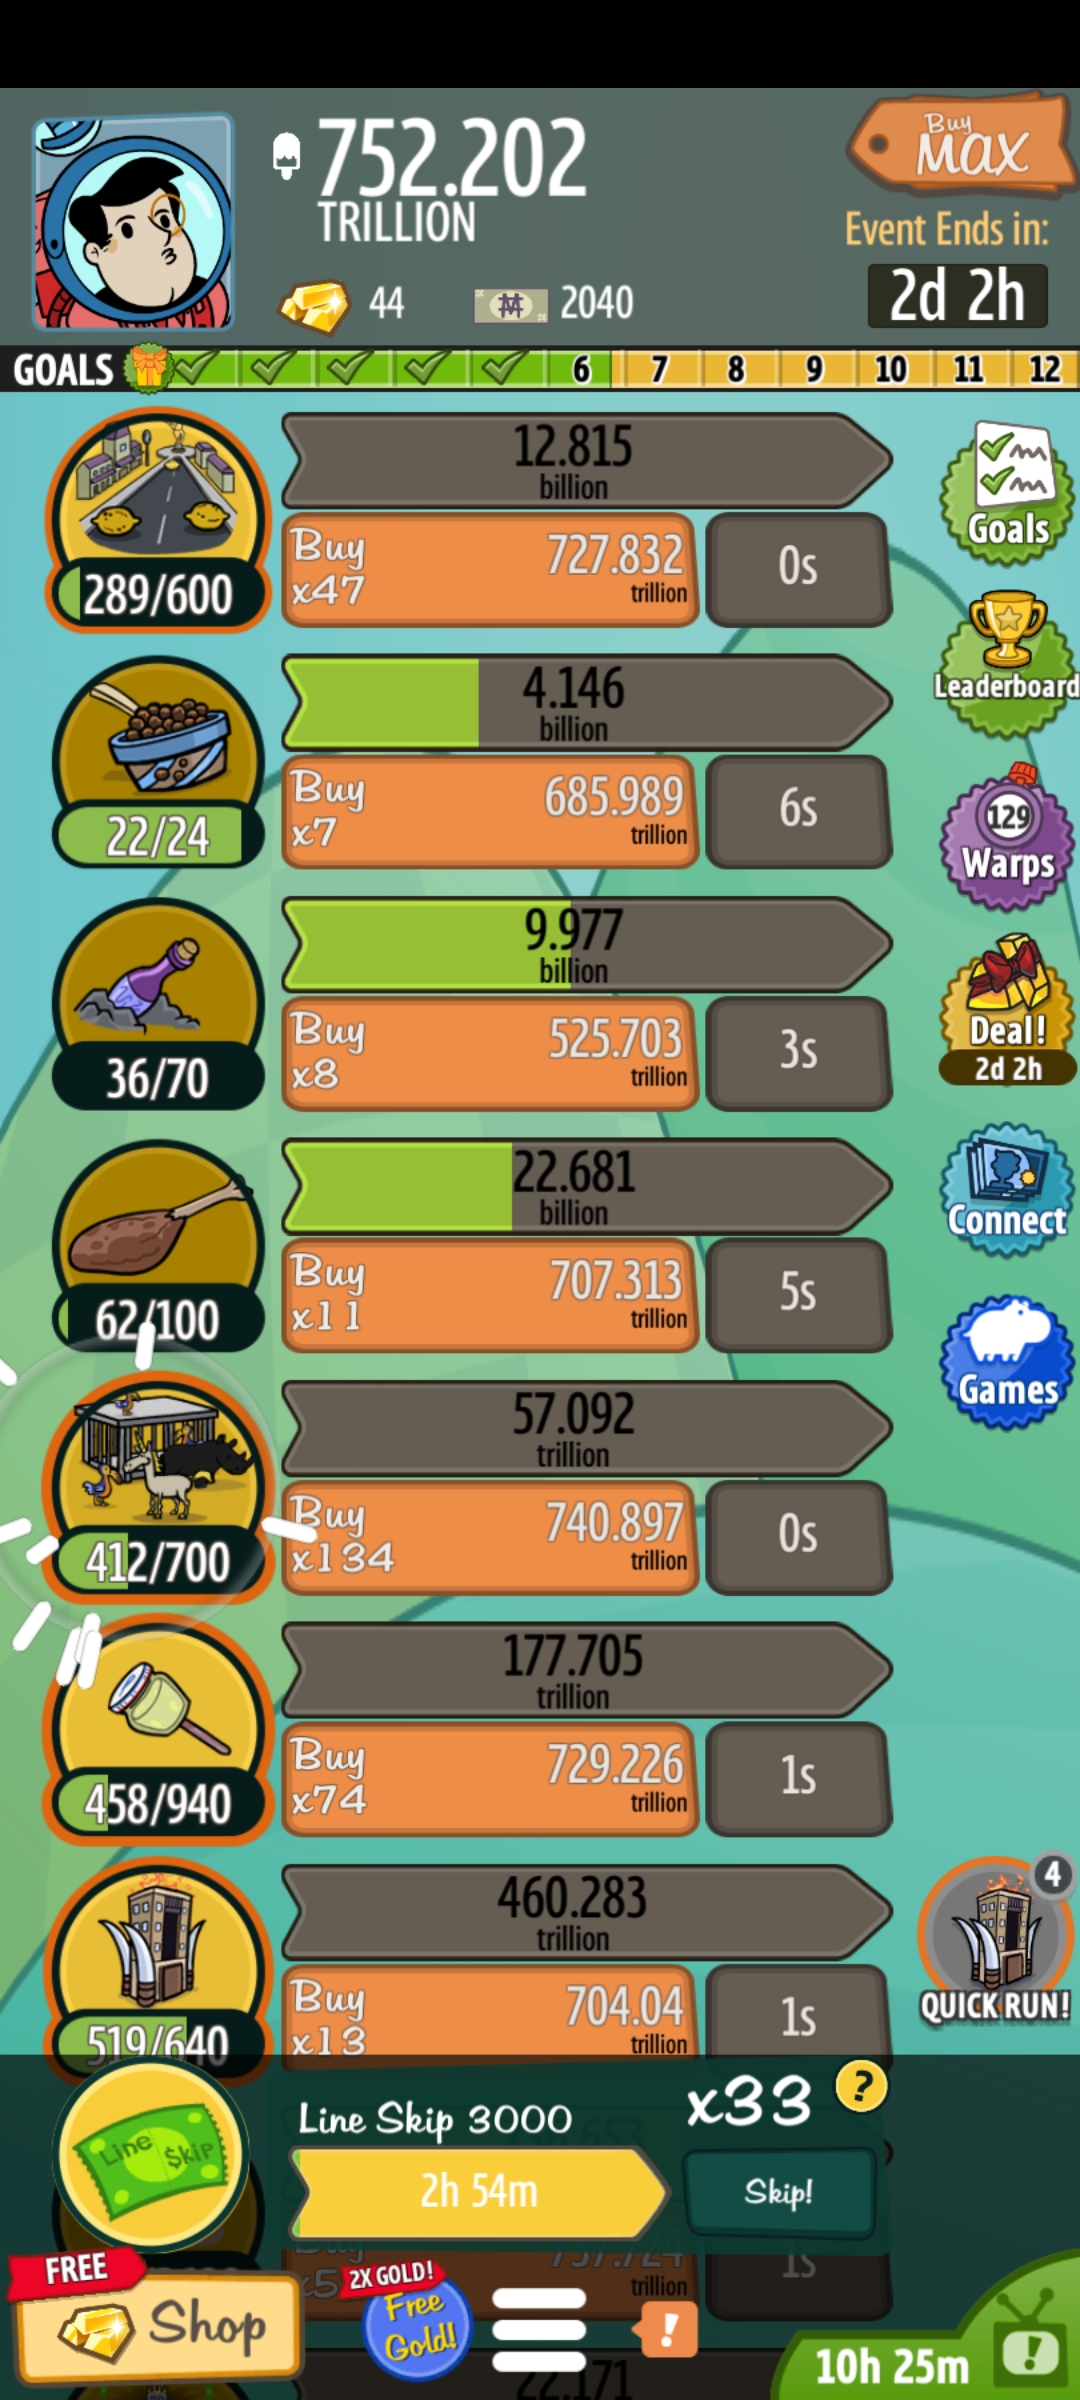 752.202
TRILLION
44
2040
Buy
MAX
Event Ends in:
2d 2h
GOALS
6
7
8
9
10
11
12
12.815
billion
289/600
Buy
x47
727.832
trillion
0s
Goals
4.146
billion
22/24
Buy
x7
685.989
trillion
6s
Leaderboard
9.977
billion
36/70
Buy
x8
525.703
trillion
3s
129
Warps
Deal!
2d 2h
22.681
billion
62/100
Buy
x11
707.313
trillion
5s
Connect
Games
57.092
trillion
412/700
Buy
x134
740.897
trillion
0s
177.705
trillion
458/940
Buy
x74
729.226
trillion
1s
460.283
trillion
519/640
Buy
x13
704.04
trillion
1s
4
QUICK RUN!
Line Skip
Line Skip 3000
x33
?
2h 54m
Skip!
Buy
trillion
1s
FREE
Shop
2X GOLD!
Free
Gold!
!
22.171
10h 25m
!